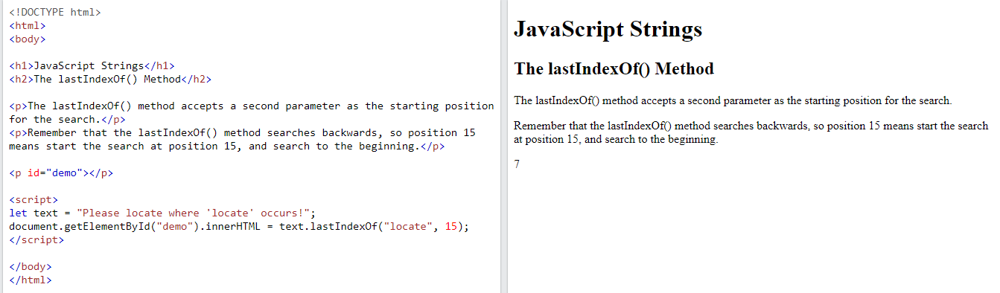 <!DOCTYPE html>
<html>
<body>
<h1>JavaScript Strings</h1>
<h2>The lastIndexOf() Method</h2>
<p>The lastIndexOf() method accepts a second parameter as the starting position
for the search.</p>
<p>Remember that the lastIndexOf() method searches backwards, so position 15
means start the search at position 15, and search to the beginning.</p>
<p id="demo"></p>
<script>
let text = "Please locate where 'locate' occurs!";
document.getElementById("demo").innerHTML = text.lastIndexOf("locate", 15);
</script>
</body>
</html>
JavaScript Strings
The lastIndexOf() Method
The lastIndexOf() method accepts a second parameter as the starting position for the search.
Remember that the lastIndexOf() method searches backwards, so position 15 means start the search
at position 15, and search to the beginning.
7